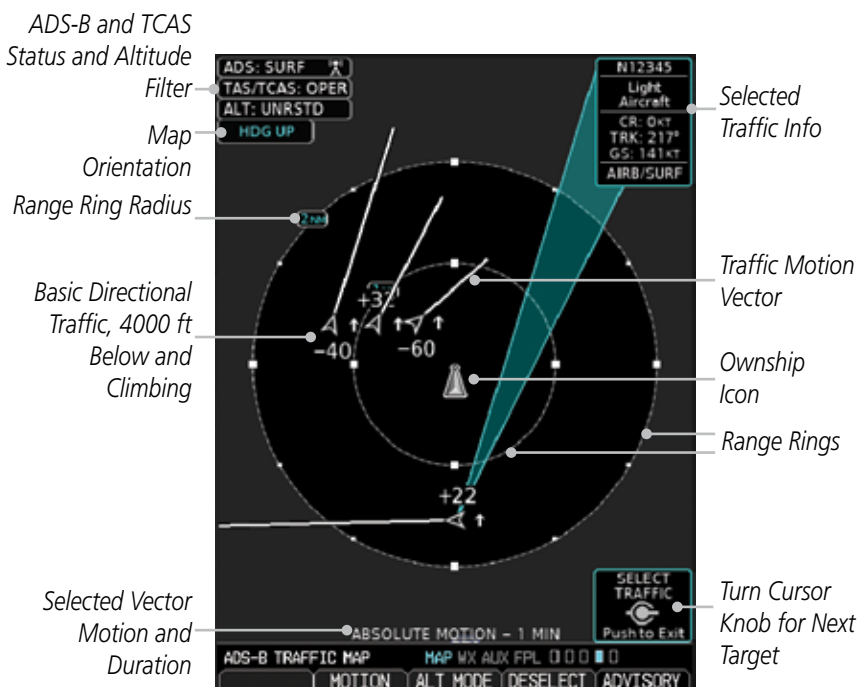 ADS-B and TCAS
Status and Altitude
Filter
Map
Orientation
Range Ring Radius
Basic Directional
Traffic, 4000 ft
Below and
Climbing
Selected Vector
Motion and
Duration
ADS: SURF
TAS/TCAS: OPER
ALT: UNRSTD
HDG UP
2NM
+32
-40
-60
+22
N12345
Light
Aircraft
CR: 0KT
TRK: 217°
GS: 141KT
AIRB/SURF
SELECT
TRAFFIC
Push to Exit
ABSOLUTE MOTION – 1 MIN
ADS-B TRAFFIC MAP MAP WX AUX FPL
MOTION ALT MODE DESELECT ADVISORY
Selected
Traffic Info
Traffic Motion
Vector
Ownship
Icon
Range Rings
Turn Cursor
Knob for Next
Target